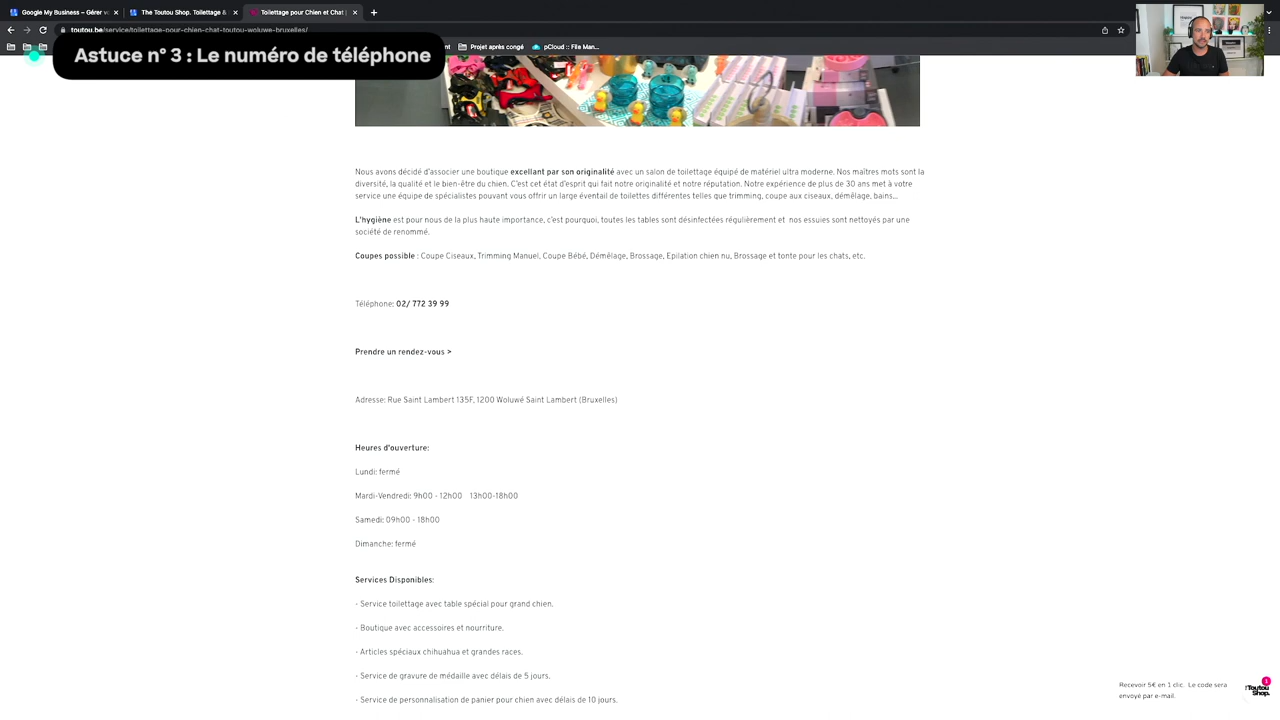 Google My Business – Gérer vo
The Toutou Shop. Toilettage &
Toilettage pour Chien et Chat |
toutou.be/service/toilettage-pour-chien-chat-toutou-woluwe-bruxelles/
Projet après congé
pCloud :: File Man...
Astuce n° 3 : Le numéro de téléphone
Nous avons décidé d'associer une boutique excellant par son originalité avec un salon de toilettage équipé de matériel ultra moderne. Nos maîtres mots sont la
diversité, la qualité et le bien-être du chien. C'est cet état d'esprit qui fait notre originalité et notre réputation. Notre expérience de plus de 30 ans met à votre
service une équipe de spécialistes pouvant vous offrir un large éventail de toilettes différentes telles que trimming, coupe aux ciseaux, démêlage, bains...
L'hygiène est pour nous de la plus haute importance, c'est pourquoi, toutes les tables sont désinfectées régulièrement et nos essuies sont nettoyés par une
société de renommé.
Coupes possible : Coupe Ciseaux, Trimming Manuel, Coupe Bébé, Démêlage, Brossage, Epilation chien nu, Brossage et tonte pour les chats, etc.
Téléphone: 02/ 772 39 99
Prendre un rendez-vous >
Adresse: Rue Saint Lambert 135F, 1200 Woluwé Saint Lambert (Bruxelles)
Heures d'ouverture:
Lundi: fermé
Mardi-Vendredi: 9h00 - 12h00 13h00-18h00
Samedi: 09h00 - 18h00
Dimanche: fermé
Services Disponibles:
- Service toilettage avec table spécial pour grand chien.
- Boutique avec accessoires et nourriture.
- Articles spéciaux chihuahua et grandes races.
- Service de gravure de médaille avec délais de 5 jours.
- Service de personnalisation de panier pour chien avec délais de 10 jours.
Recevoir 5€ en 1 clic. Le code sera
envoyé par e-mail.
1
Toutou
Shop.